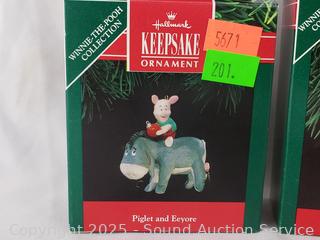 WINNIE-THE-POOH
COLLECTION
Hallmark
KEEPSAKE
ORNAMENT
5671
201.
Piglet and Eeyore
Copyright 2025 - Sound Auction Service